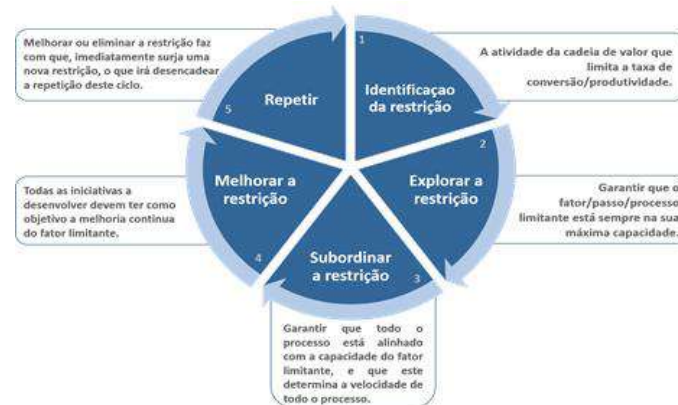 1
Identificaçao
da restrição
A atividade da cadeia de valor que
limita a taxa de
conversão/produtividade.
2
Explorar a
restrição
Garantir que o
fator/passo/processo
limitante está sempre na sua
máxima capacidade.
3
Subordinar
a restrição
Garantir que todo o
processo está alinhado
com a capacidade do fator
limitante, e que este
determina a velocidade de
todo o processo.
4
Melhorar a
restrição
Todas as iniciativas a
desenvolver devem ter como
objetivo a melhoria continua
do fator limitante.
5
Repetir
Melhorar ou eliminar a restrição faz
com que, imediatamente surja uma
nova restrição, o que irá desencadear
a repetição deste ciclo.